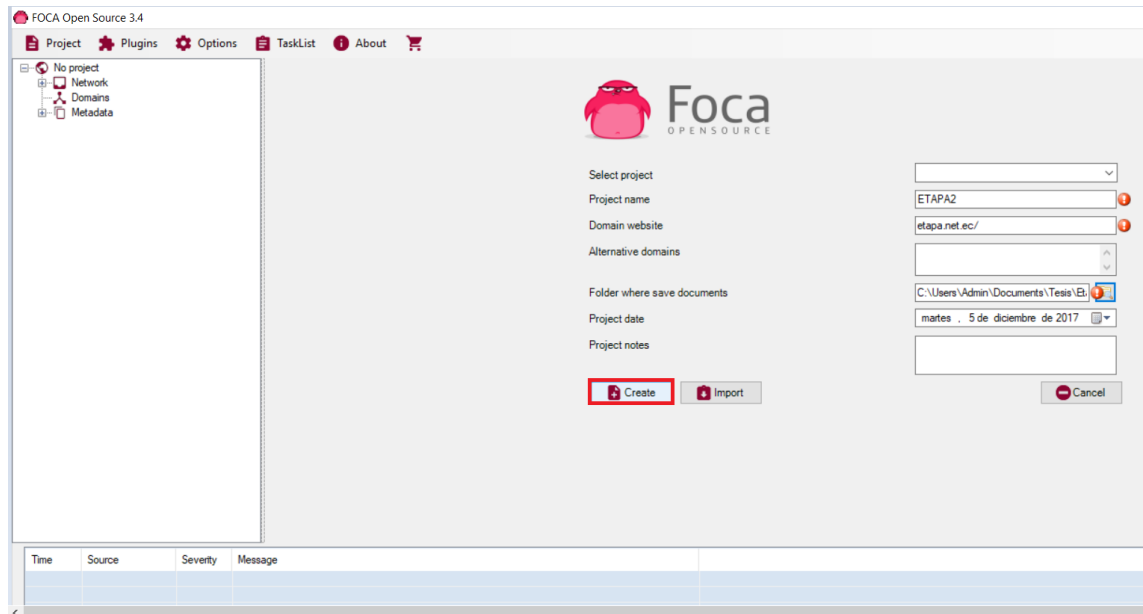 FOCA Open Source 3.4
Project Plugins Options TaskList About
No project
Network
Domains
Metadata
Foca
OPENSOURCE
Select project
Project name ETAPA2
Domain website etapa.net.ec/
Alternative domains
Folder where save documents C:\Users\Admin\Documents\Tesis\Et
Project date martes , 5 de diciembre de 2017
Project notes
Create Import Cancel
Time Source Severity Message